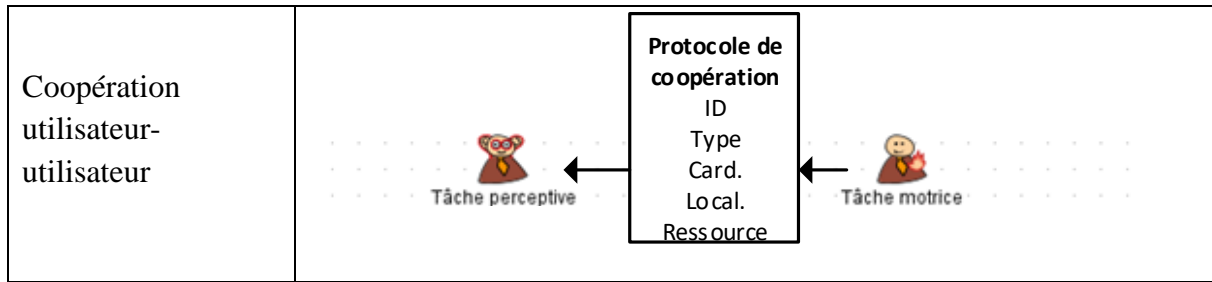 Coopération
utilisateur-
utilisateur
Protocole de
coopération
ID
Type
Card.
Local.
Ressource
Tâche perceptive
Tâche motrice